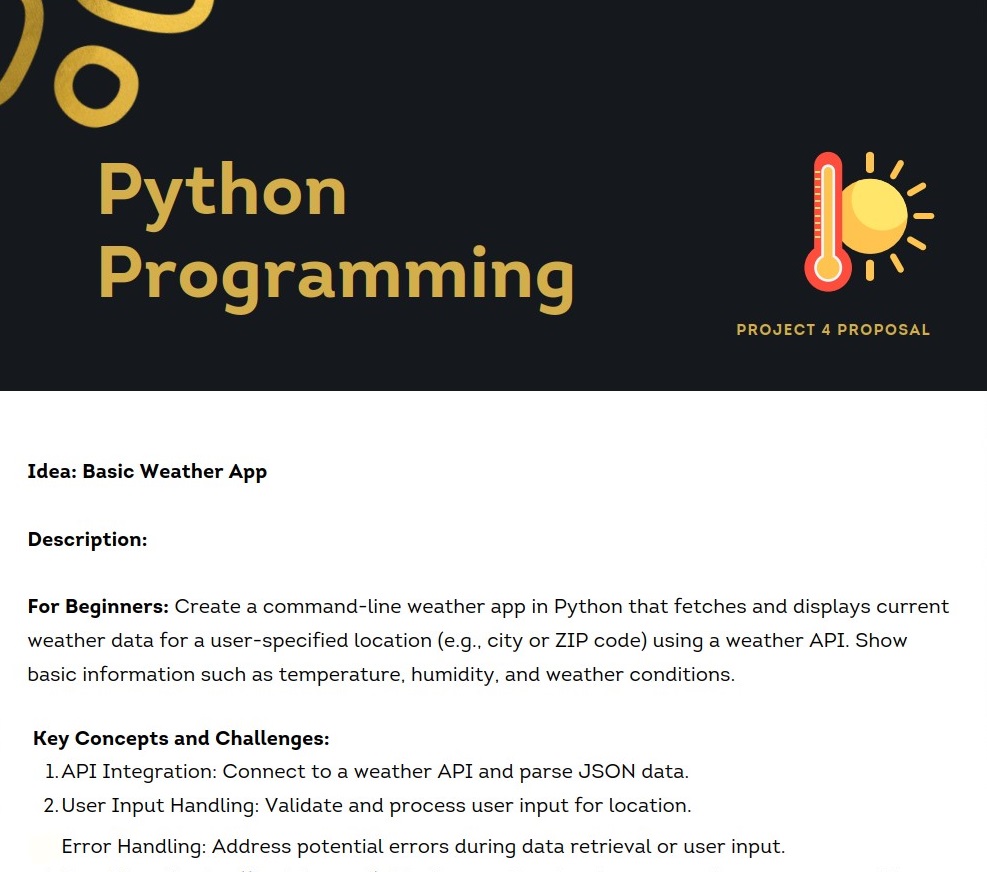 Python
Programming
PROJECT 4 PROPOSAL
Idea: Basic Weather App
Description:
For Beginners: Create a command-line weather app in Python that fetches and displays current
weather data for a user-specified location (e.g., city or ZIP code) using a weather API. Show
basic information such as temperature, humidity, and weather conditions.
Key Concepts and Challenges:
1. API Integration: Connect to a weather API and parse JSON data.
2. User Input Handling: Validate and process user input for location.
Error Handling: Address potential errors during data retrieval or user input.